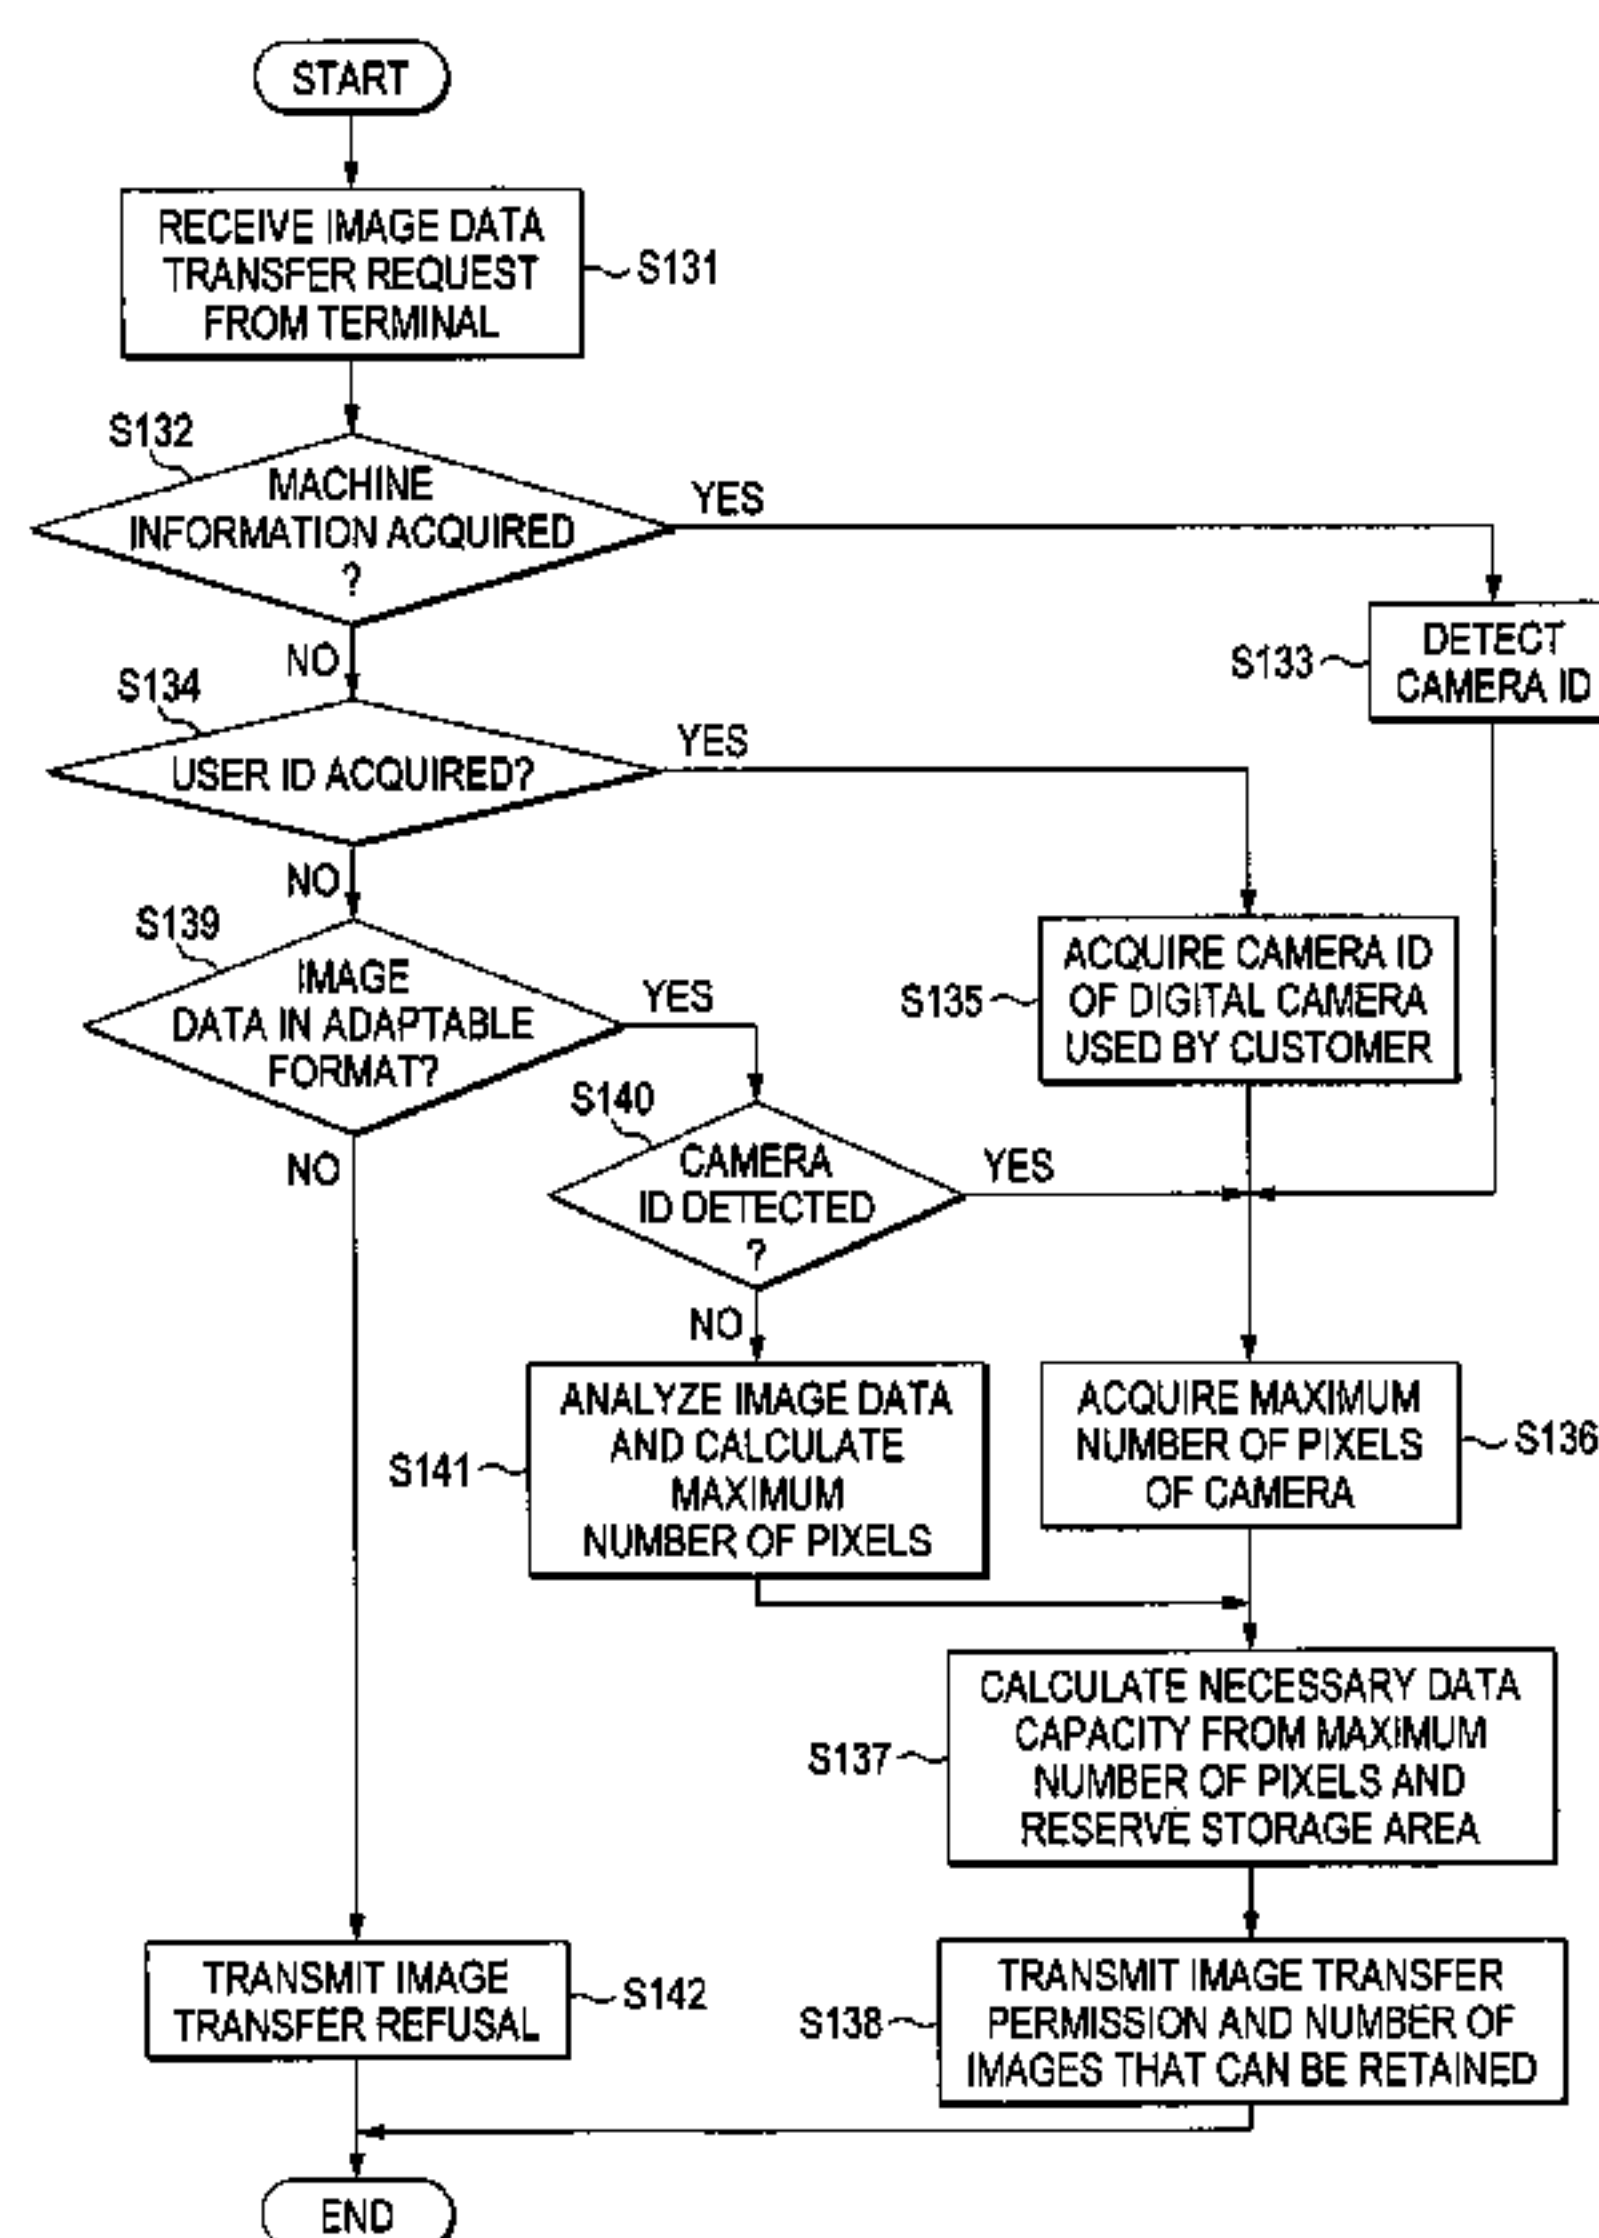 START
RECEIVE IMAGE DATA
TRANSFER REQUEST
FROM TERMINAL
S131
S132
MACHINE
INFORMATION ACQUIRED
?
YES
NO
DETECT
CAMERA ID
S133
S134
USER ID ACQUIRED?
YES
NO
S139
IMAGE
DATA IN ADAPTABLE
FORMAT?
YES
NO
ACQUIRE CAMERA ID
OF DIGITAL CAMERA
USED BY CUSTOMER
S135
S140
CAMERA
ID DETECTED
?
YES
NO
ANALYZE IMAGE DATA
AND CALCULATE
MAXIMUM
NUMBER OF PIXELS
S141
ACQUIRE MAXIMUM
NUMBER OF PIXELS
OF CAMERA
S136
CALCULATE NECESSARY DATA
CAPACITY FROM MAXIMUM
NUMBER OF PIXELS AND
RESERVE STORAGE AREA
S137
TRANSMIT IMAGE
TRANSFER REFUSAL
S142
TRANSMIT IMAGE TRANSFER
PERMISSION AND NUMBER OF
IMAGES THAT CAN BE RETAINED
S138
END